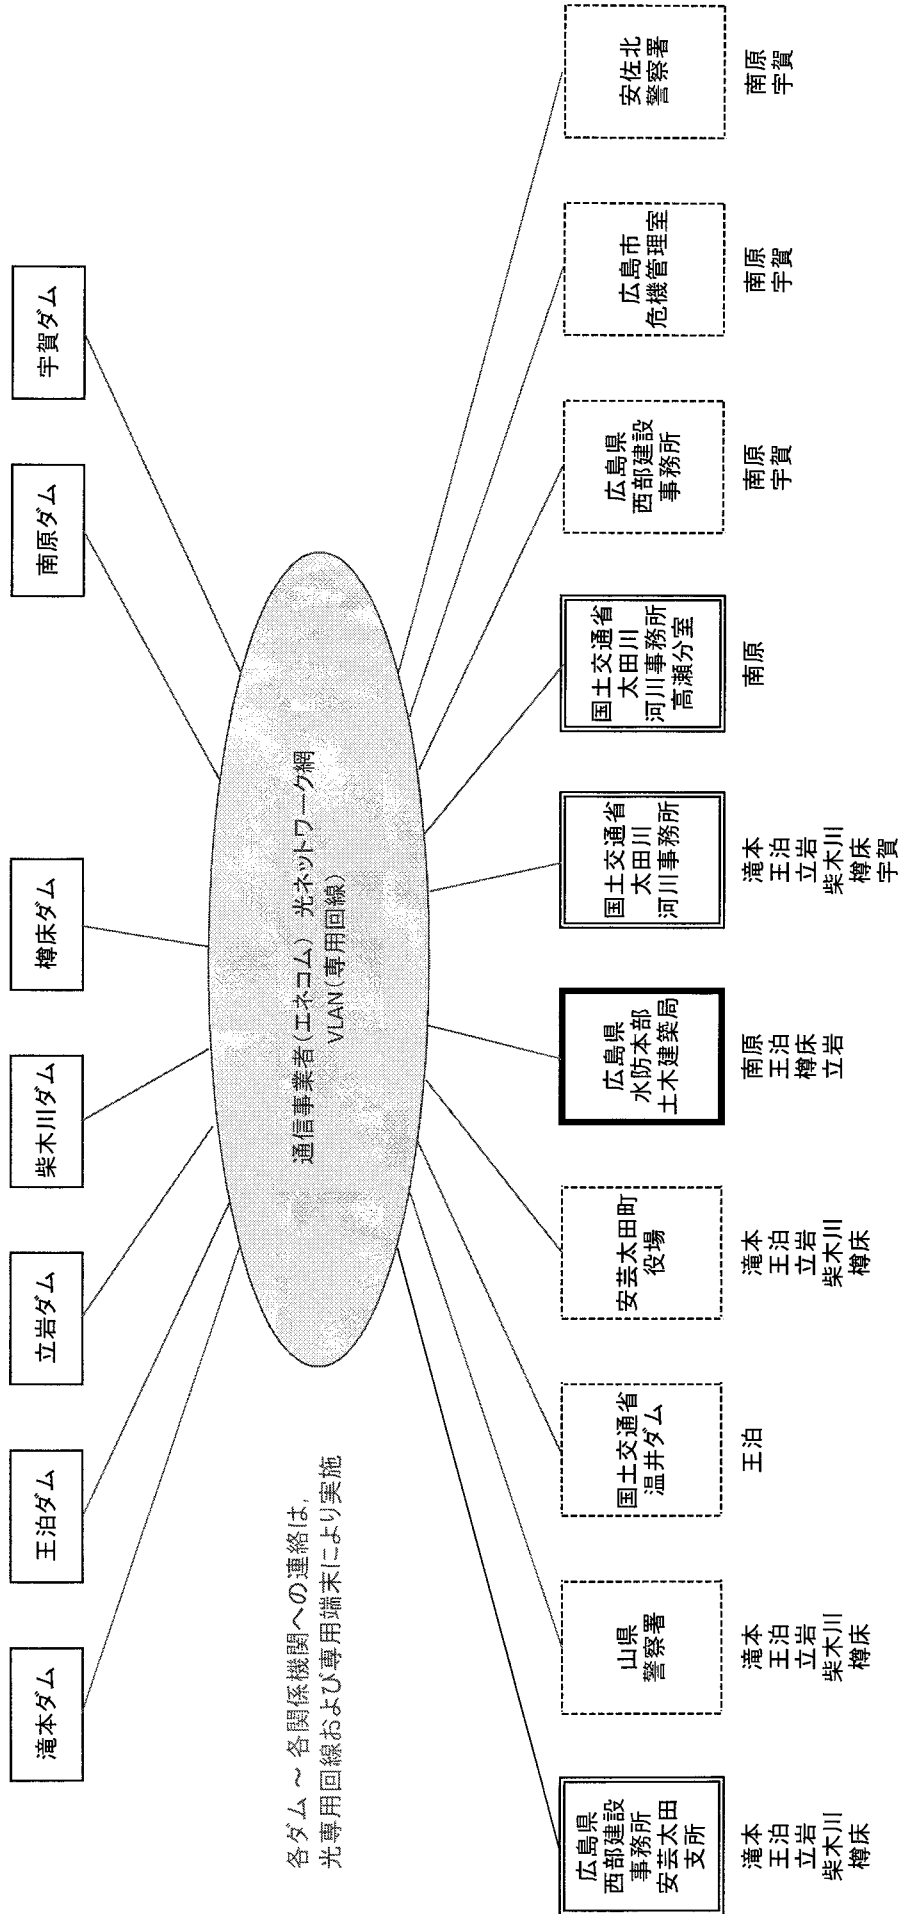 滝本ダム
王泊ダム
立岩ダム
柴木川ダム
樽床ダム
南原ダム
宇賀ダム
通信事業者(エネコム) 光ネットワーク網
VLAN(専用回線)
各ダム ~ 各関係機関への連絡は,
光専用回線および専用端末により実施
広島県
西部建設
事務所
安芸太田
支所
滝本
王泊
立岩
柴木川
樽床
山県
警察署
滝本
王泊
立岩
柴木川
樽床
国土交通省
温井ダム
王泊
安芸太田町
役場
滝本
王泊
立岩
柴木川
樽床
広島県
水防本部
土木建築局
南原
王泊
樽床
立岩
国土交通省
太田川
河川事務所
滝本
王泊
立岩
柴木川
樽床
宇賀
国土交通省
太田川
河川事務所
高瀬分室
南原
広島県
西部建設
事務所
南原
宇賀
広島市
危機管理室
南原
宇賀
安佐北
警察署
南原
宇賀